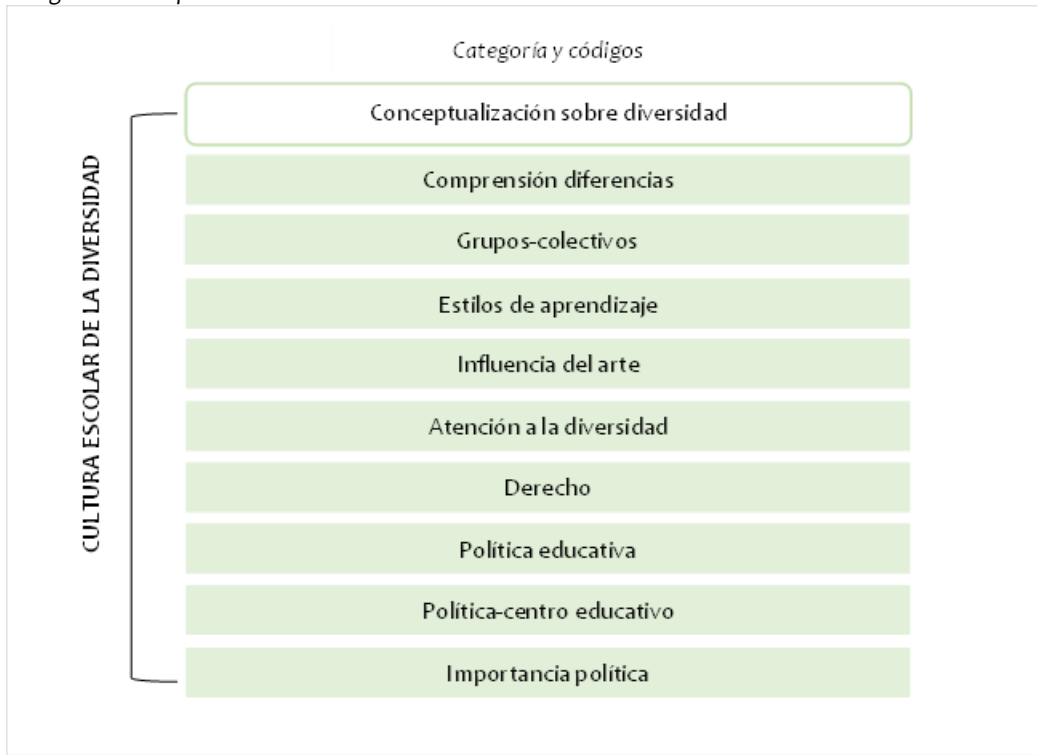 Categoría y códigos
Conceptualización sobre diversidad
CULTURA ESCOLAR DE LA DIVERSIDAD
Comprensión diferencias
Grupos-colectivos
Estilos de aprendizaje
Influencia del arte
Atención a la diversidad
Derecho
Política educativa
Política-centro educativo
Importancia política